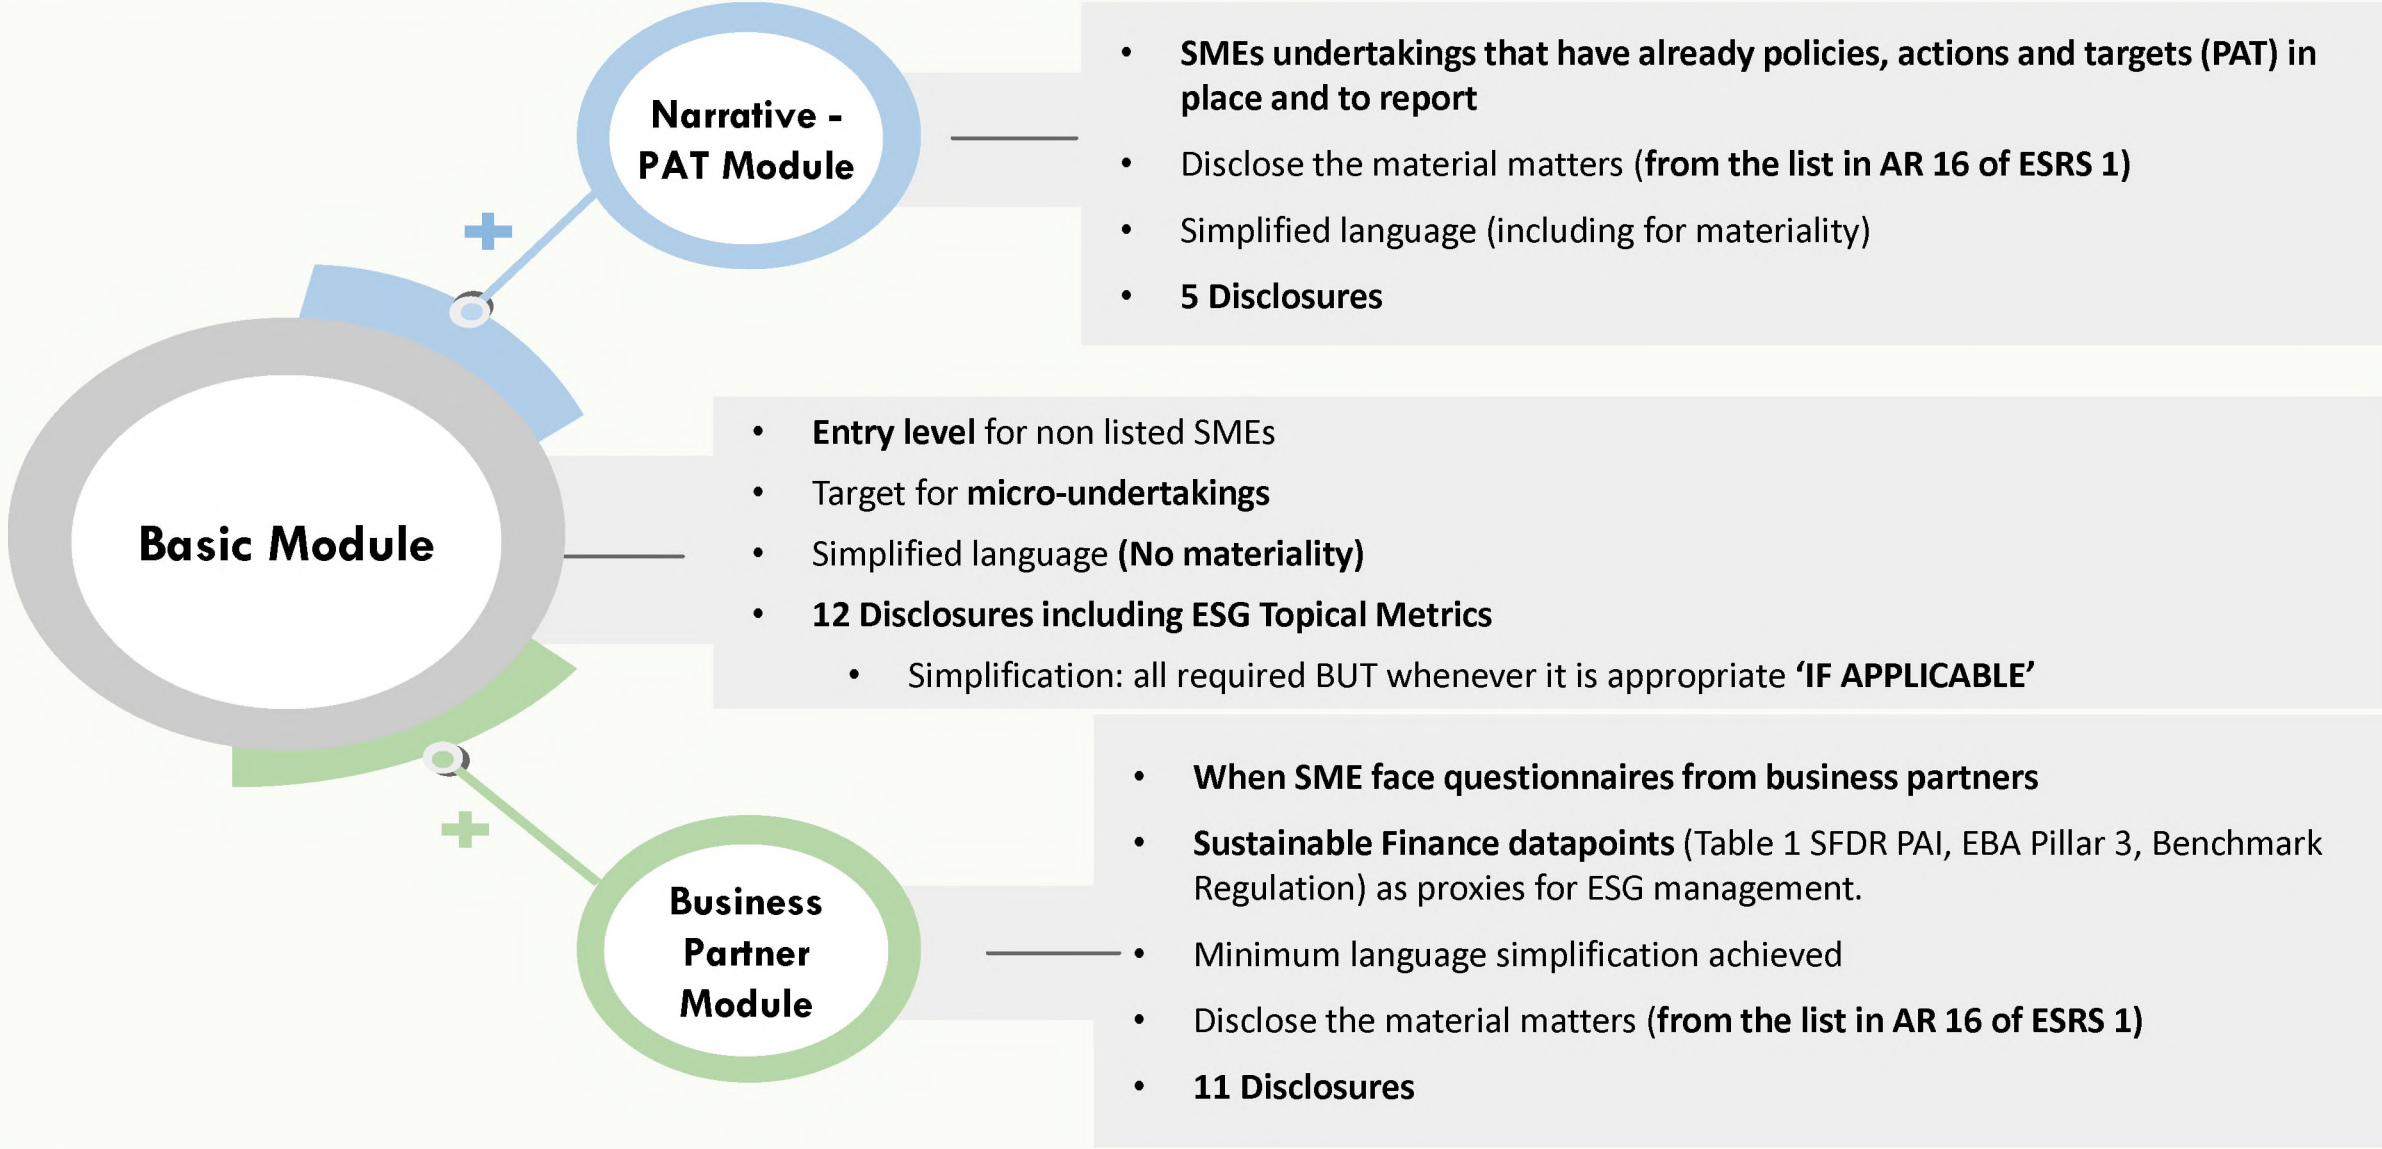 Narrative -
PAT Module
• SMEs undertakings that have already policies, actions and targets (PAT) in
place and to report
• Disclose the material matters (from the list in AR 16 of ESRS 1)
• Simplified language (including for materiality)
• 5 Disclosures
+
Basic Module
• Entry level for non listed SMEs
• Target for micro-undertakings
• Simplified language (No materiality)
• 12 Disclosures including ESG Topical Metrics
• Simplification: all required BUT whenever it is appropriate ‘IF APPLICABLE’
+
Business
Partner
Module
• When SME face questionnaires from business partners
• Sustainable Finance datapoints (Table 1 SFDR PAI, EBA Pillar 3, Benchmark
Regulation) as proxies for ESG management.
• Minimum language simplification achieved
• Disclose the material matters (from the list in AR 16 of ESRS 1)
• 11 Disclosures